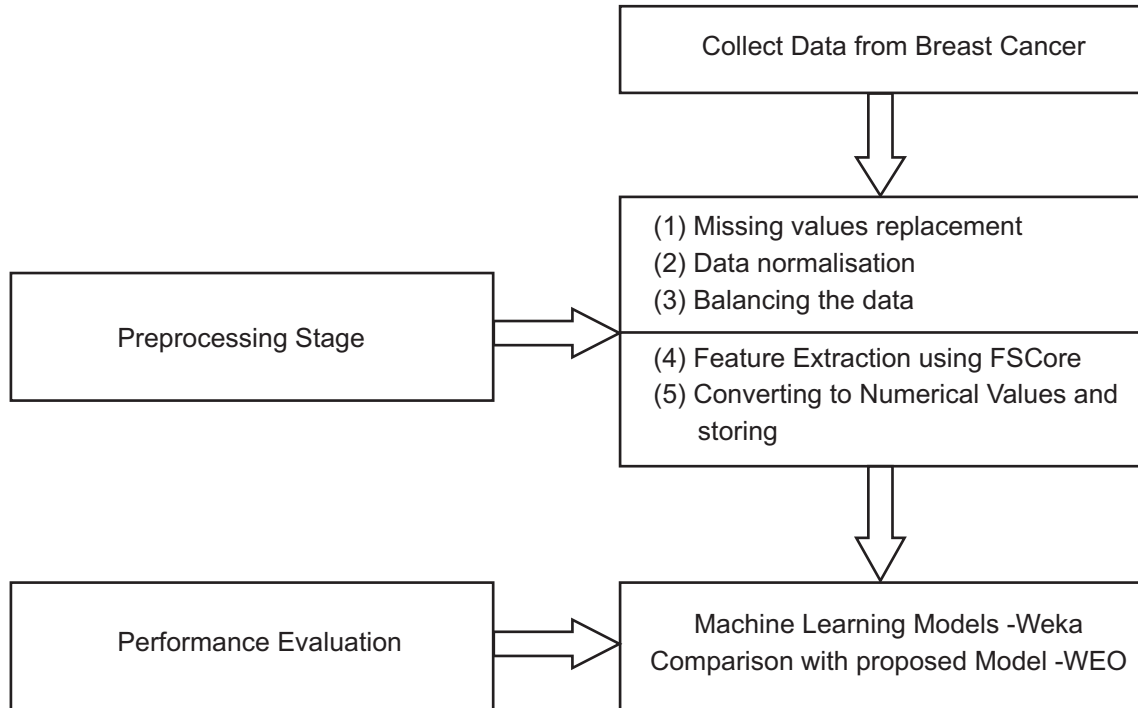 Collect Data from Breast Cancer
(1) Missing values replacement
(2) Data normalisation
(3) Balancing the data
Preprocessing Stage
(4) Feature Extraction using FSCore
(5) Converting to Numerical Values and
storing
Performance Evaluation
Machine Learning Models -Weka
Comparison with proposed Model -WEO